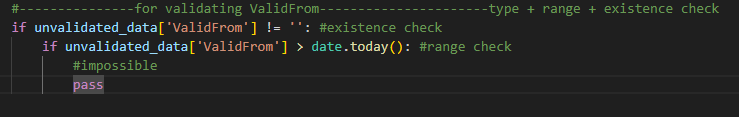 #---------------for validating ValidFrom----------------------type + range + existence check
if unvalidated_data['ValidFrom'] != '': #existence check
    if unvalidated_data['ValidFrom'] > date.today(): #range check
        #impossible
        pass